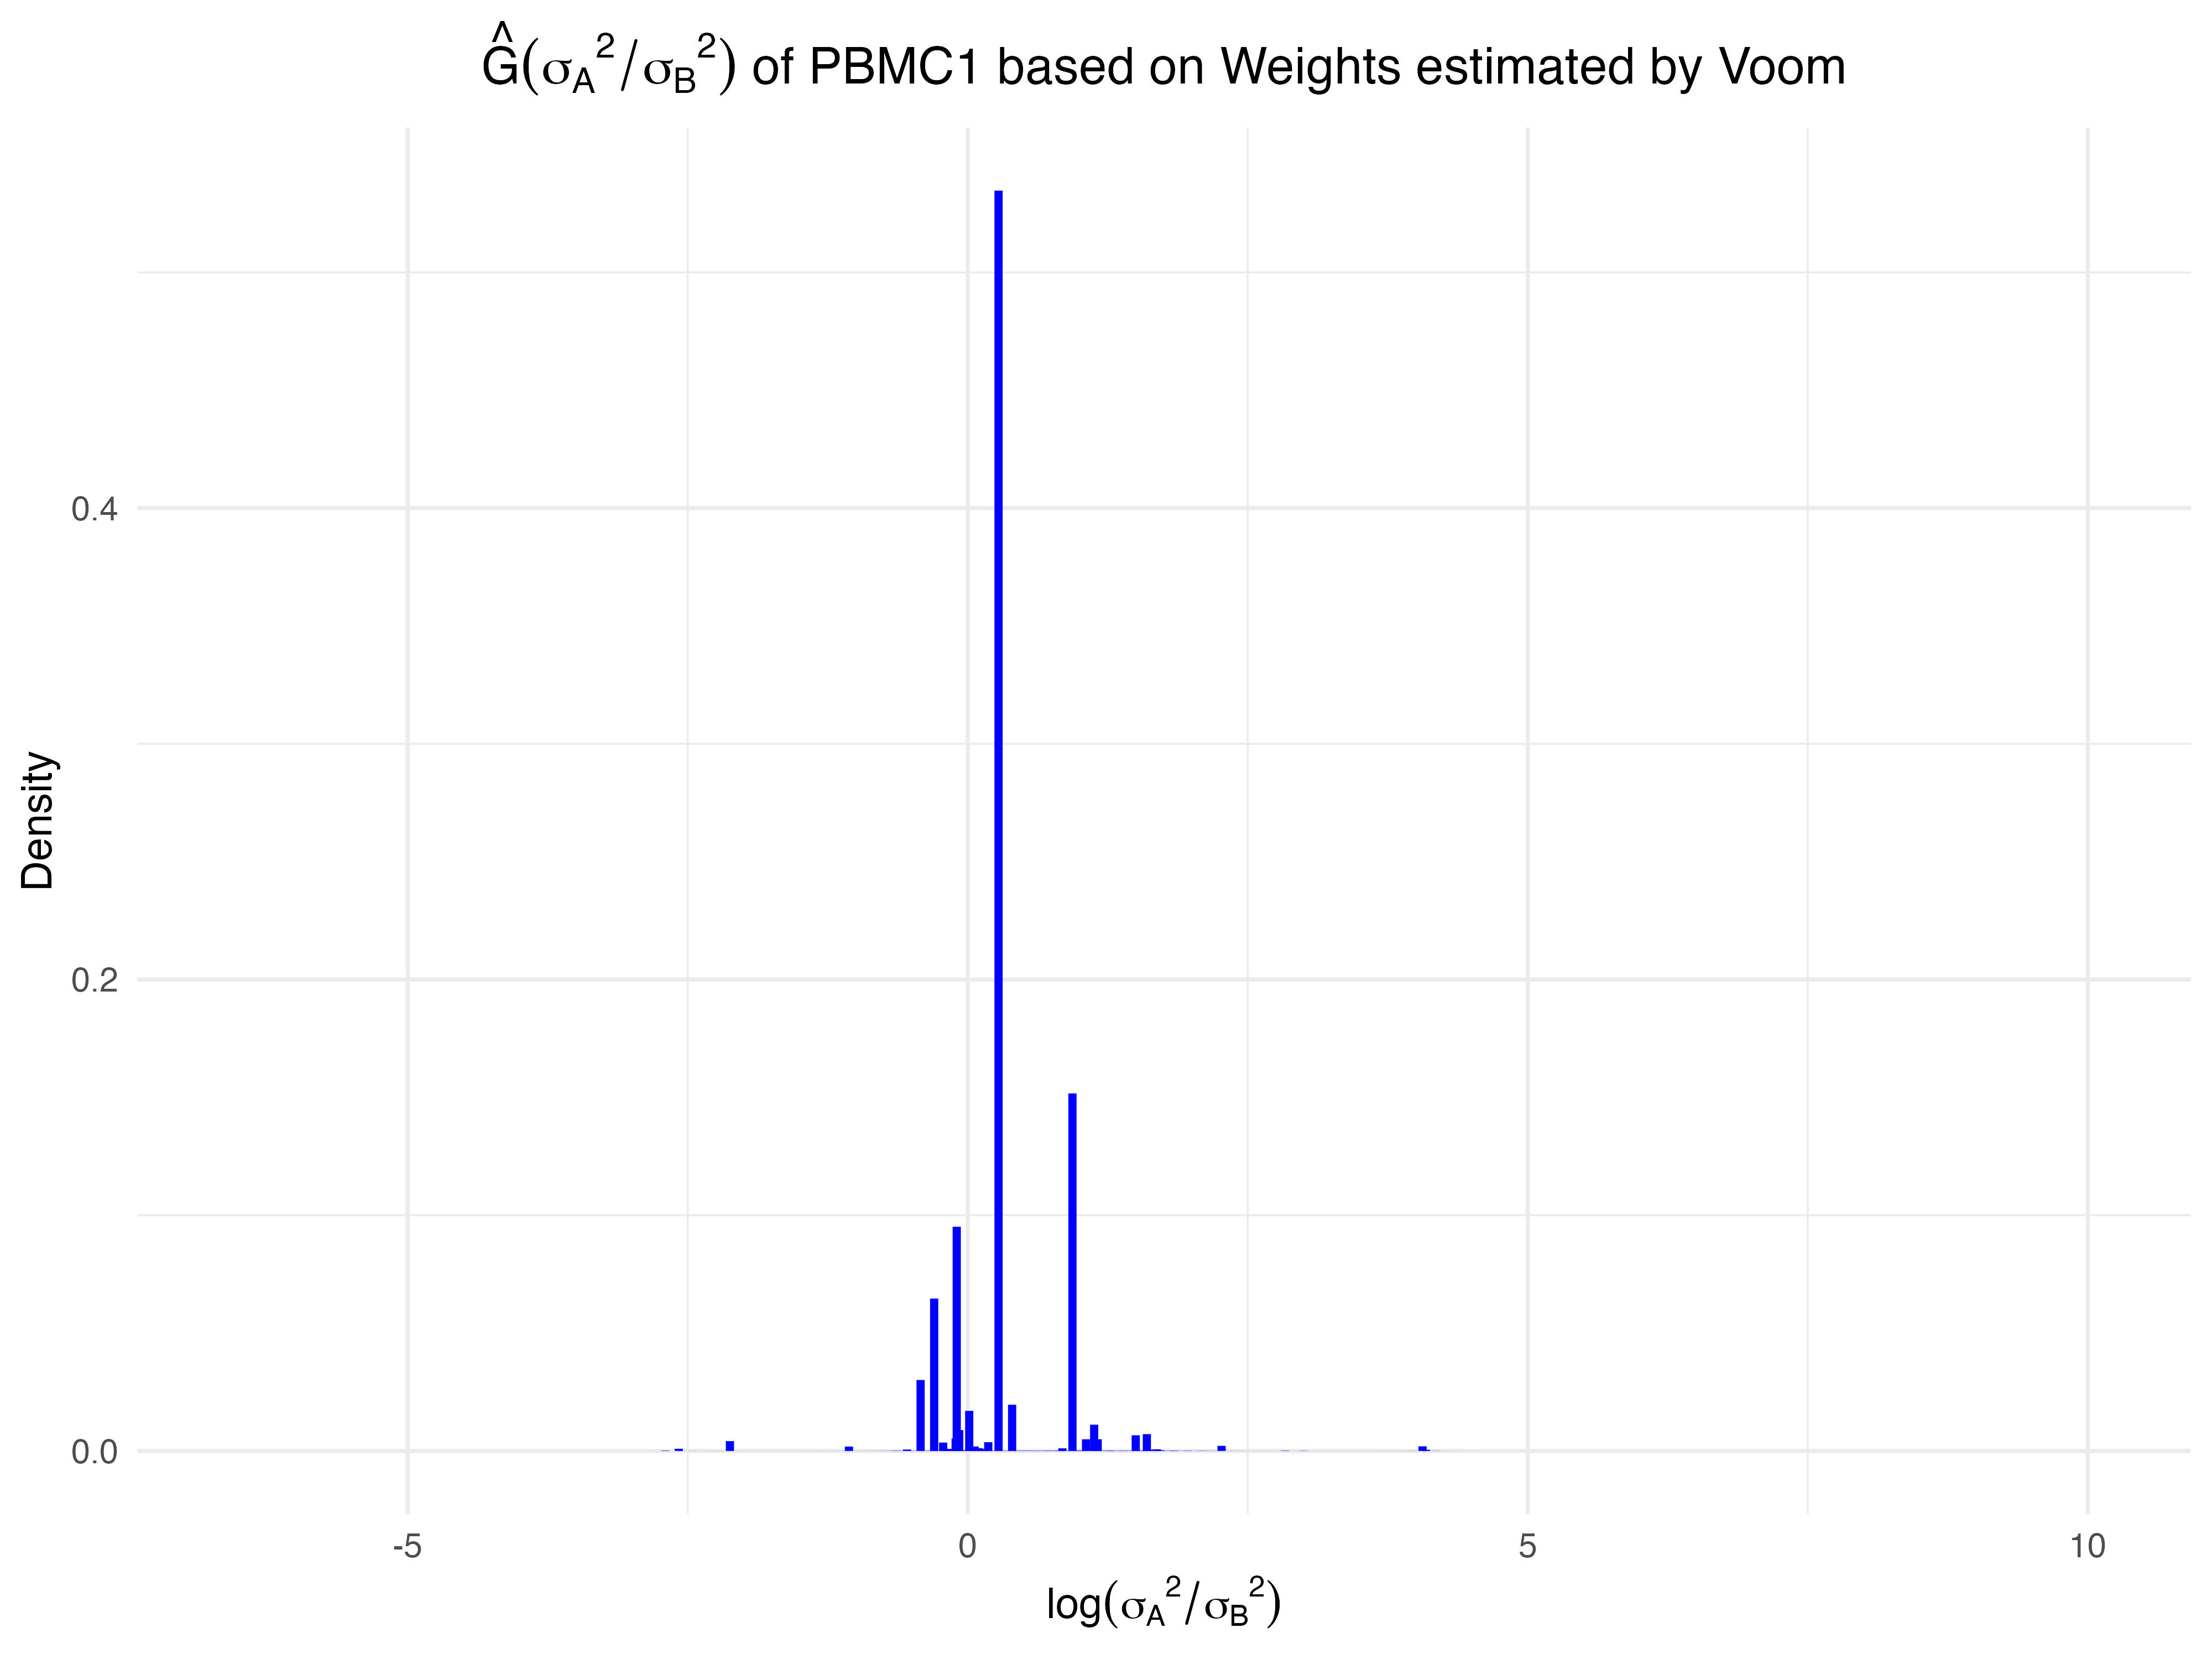 Ĝ(σA²/σB²) of PBMC1 based on Weights estimated by Voom
Density
0.4
0.2
0.0
-5 0 5 10
log(σA²/σB²)